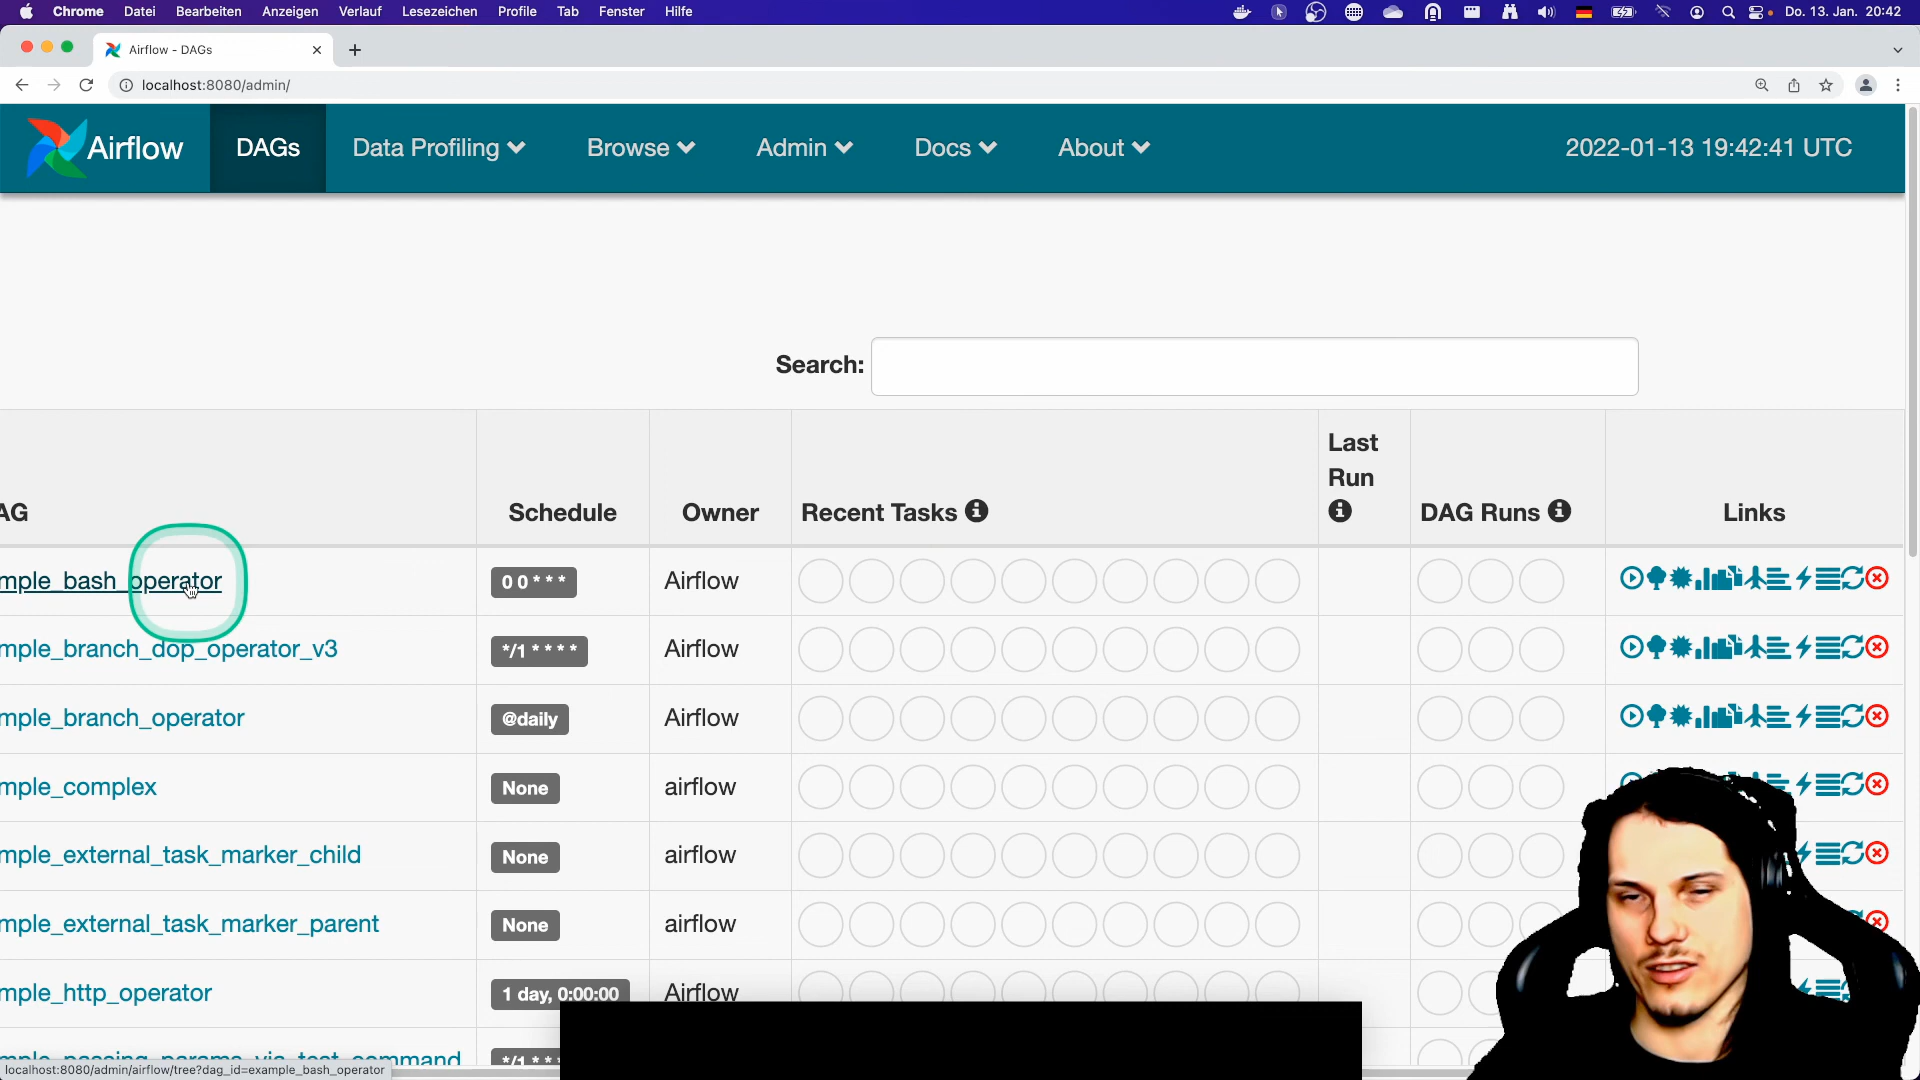 Chrome Datei Bearbeiten Anzeigen Verlauf Lesezeichen Profile Tab Fenster Hilfe Do. 13. Jan. 20:42
Airflow - DAGs
localhost:8080/admin/
Airflow DAGs Data Profiling Browse Admin Docs About 2022-01-13 19:42:41 UTC
Search:
AG Schedule Owner Recent Tasks Last Run DAG Runs Links
mple_bash_operator 0 0 * * * Airflow
mple_branch_dop_operator_v3 */1 * * * * Airflow
mple_branch_operator @daily Airflow
mple_complex None airflow
mple_external_task_marker_child None airflow
mple_external_task_marker_parent None airflow
mple_http_operator 1 day, 0:00:00 Airflow
mple_passing_params_via_test_command */1 * *
localhost:8080/admin/airflow/tree?dag_id=example_bash_operator